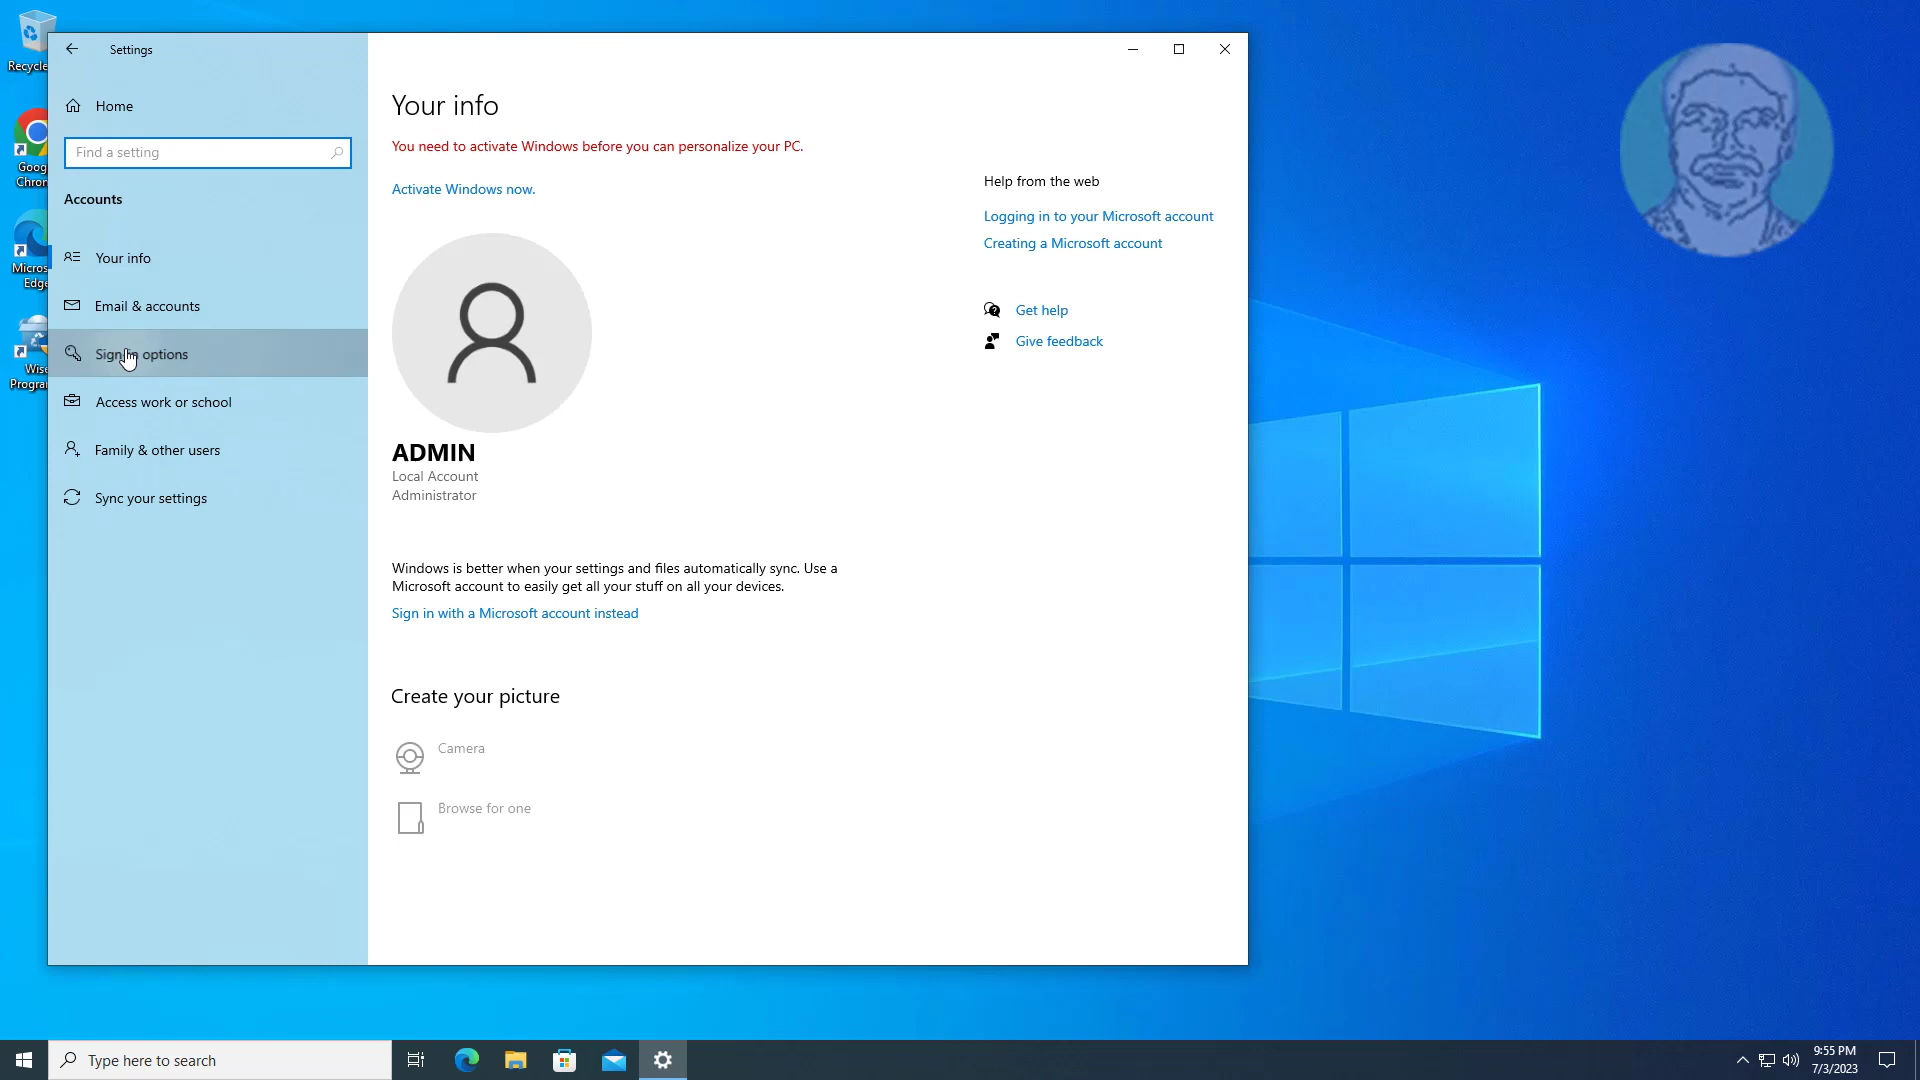 Settings
Home
Find a setting
Accounts
Your info
Email & accounts
Sign-in options
Access work or school
Family & other users
Sync your settings
Your info
You need to activate Windows before you can personalize your PC.
Activate Windows now.
ADMIN
Local Account
Administrator
Windows is better when your settings and files automatically sync. Use a
Microsoft account to easily get all your stuff on all your devices.
Sign in with a Microsoft account instead
Create your picture
Camera
Browse for one
Help from the web
Logging in to your Microsoft account
Creating a Microsoft account
Get help
Give feedback
Recycle
Goog
Chron
Micros
Edge
Wise
Program
Type here to search
9:55 PM
7/3/2023